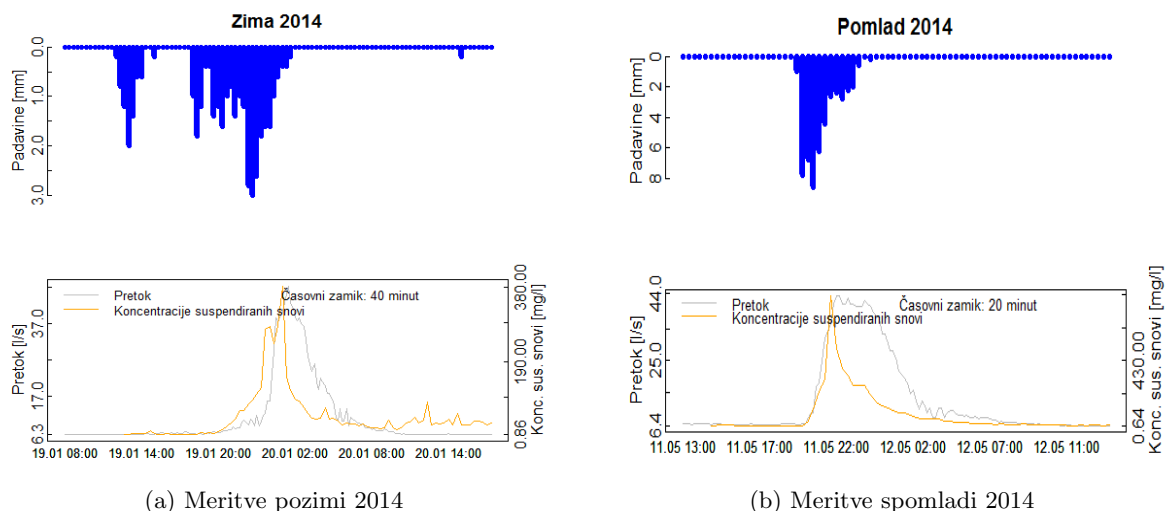 Zima 2014
Padavine [mm]
0.0
1.0
2.0
3.0
Pretok
Časovni zamik: 40 minut
Koncentracije suspendiranih snovi
Pretok [l/s]
37.0
17.0
6.3
380.00
190.00
0.86
Konc. sus. snovi [mg/l]
19.01 08:00 19.01 14:00 19.01 20:00 20.01 02:00 20.01 08:00 20.01 14:00
(a) Meritve pozimi 2014
Pomlad 2014
Padavine [mm]
0
2
4
6
8
Pretok
Časovni zamik: 20 minut
Koncentracije suspendiranih snovi
Pretok [l/s]
44.0
25.0
6.4
430.00
0.64
Konc. sus. snovi [mg/l]
11.05 13:00 11.05 17:00 11.05 22:00 12.05 02:00 12.05 07:00 12.05 11:00
(b) Meritve spomladi 2014